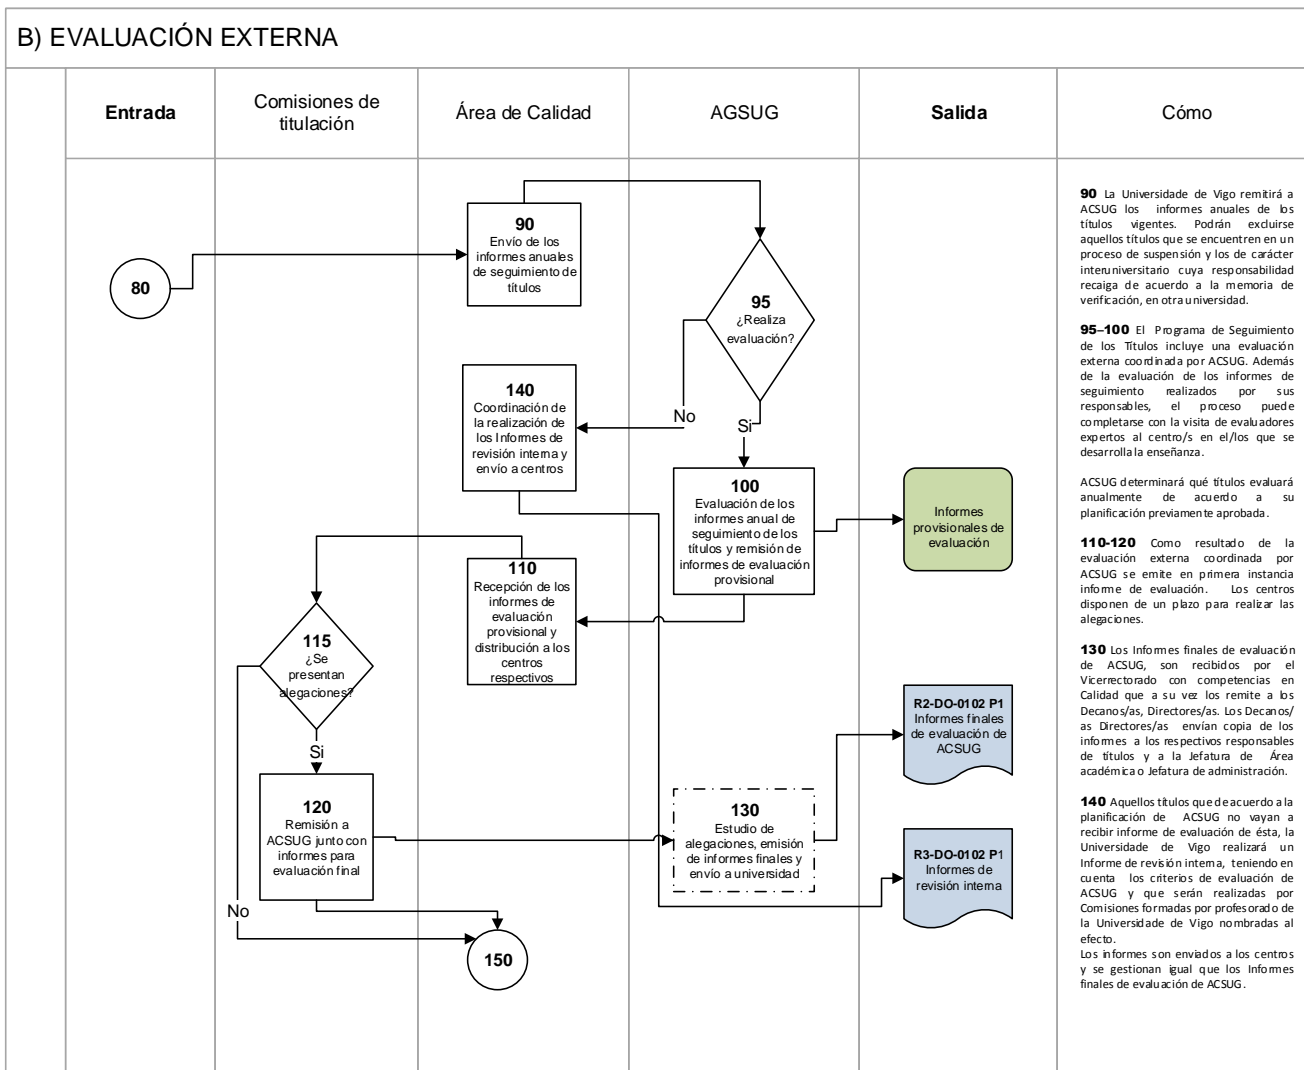 B) EVALUACIÓN EXTERNA
Entrada
Comisiones de
titulación
Área de Calidad
AGSUG
Salida
Cómo
80
90
Envío de los
informes anuales
de seguimiento de
títulos
95
¿Realiza
evaluación?
No
Si
140
Coordinación de
la realización de
los Informes de
revisión interna y
envío a centros
100
Evaluación de los
informes anual de
seguimiento de los
títulos y remisión de
informes de evaluación
provisional
Informes
provisionales de
evaluación
110
Recepción de los
informes de
evaluación
provisional y
distribución a los
centros
respectivos
115
¿Se
presentan
alegaciones?
Si
No
120
Remisión a
ACSUG junto con
informes para
evaluación final
130
Estudio de
alegaciones, emisión
de informes finales y
envío a universidad
R2-DO-0102 P1
Informes finales
de evaluación de
ACSUG
R3-DO-0102 P1
Informes de
revisión interna
150
90 La Universidade de Vigo remitirá a
ACSUG los informes anuales de los
títulos vigentes. Podrán excluirse
aquellos títulos que se encuentren en un
proceso de suspensión y los de carácter
interuniversitario cuya responsabilidad
recaiga de acuerdo a la memoria de
verificación, en otra universidad.
95–100 El Programa de Seguimiento
de los Títulos incluye una evaluación
externa coordinada por ACSUG. Además
de la evaluación de los informes de
seguimiento realizados por sus
responsables, el proceso puede
completarse con la visita de evaluadores
expertos al centro/s en el/los que se
desarrolla la enseñanza.
ACSUG determinará qué títulos evaluará
anualmente de acuerdo a su
planificación previamente aprobada.
110-120 Como resultado de la
evaluación externa coordinada por
ACSUG se emite en primera instancia
informe de evaluación. Los centros
disponen de un plazo para realizar las
alegaciones.
130 Los Informes finales de evaluación
de ACSUG, son recibidos por el
Vicerrectorado con competencias en
Calidad que a su vez los remite a los
Decanos/as, Directores/as. Los Decanos/
as Directores/as envían copia de los
informes a los respectivos responsables
de títulos y a la Jefatura de Área
académica o Jefatura de administración.
140 Aquellos títulos que de acuerdo a la
planificación de ACSUG no vayan a
recibir informe de evaluación de ésta, la
Universidade de Vigo realizará un
Informe de revisión interna, teniendo en
cuenta los criterios de evaluación de
ACSUG y que serán realizadas por
Comisiones formadas por profesorado de
la Universidade de Vigo nombradas al
efecto.
Los informes son enviados a los centros
y se gestionan igual que los Informes
finales de evaluación de ACSUG.